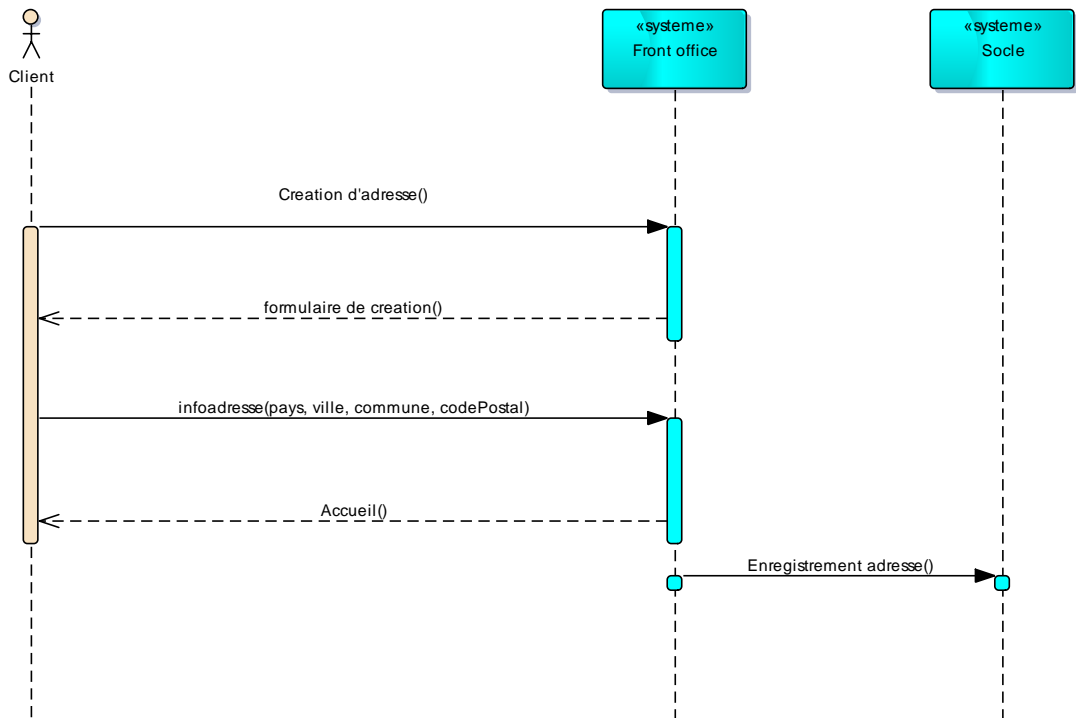 Client
«systeme»
Front office
«systeme»
Socle
Creation d'adresse()
formulaire de creation()
infoadresse(pays, ville, commune, codePostal)
Accueil()
Enregistrement adresse()